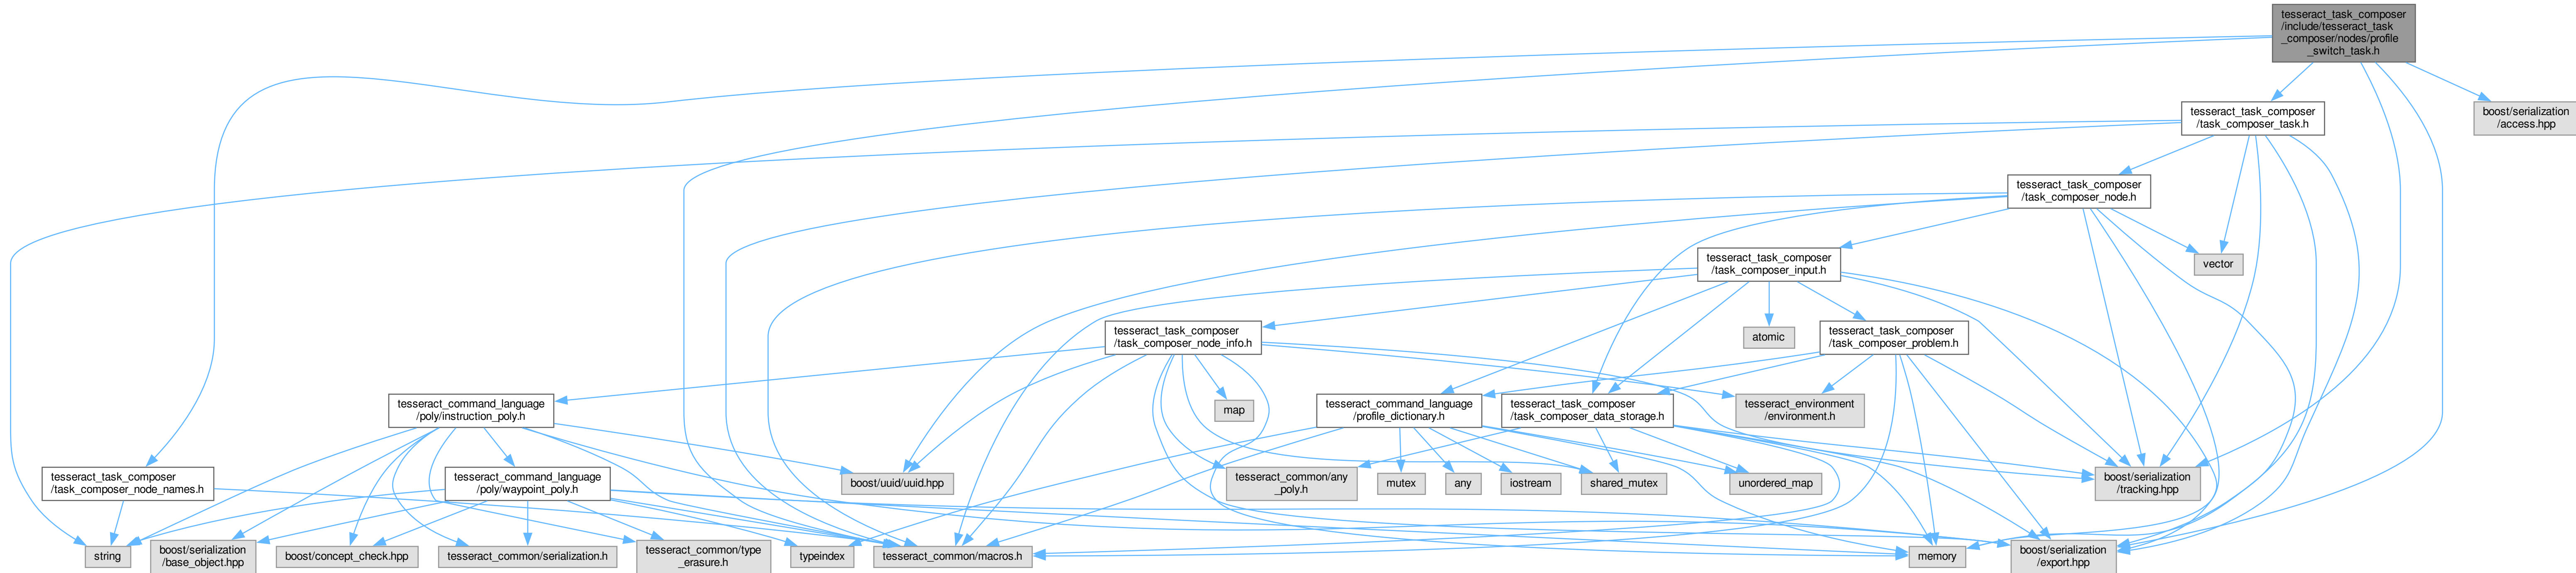 tesseract_task_composer
/include/tesseract_task
_composer/nodes/profile
_switch_task.h
tesseract_task_composer
/task_composer_task.h
boost/serialization
/access.hpp
tesseract_task_composer
/task_composer_node.h
tesseract_task_composer
/task_composer_input.h
vector
tesseract_task_composer
/task_composer_node_info.h
atomic
tesseract_task_composer
/task_composer_problem.h
tesseract_command_language
/poly/instruction_poly.h
map
tesseract_command_language
/profile_dictionary.h
tesseract_task_composer
/task_composer_data_storage.h
tesseract_environment
/environment.h
tesseract_task_composer
/task_composer_node_names.h
tesseract_command_language
/poly/waypoint_poly.h
boost/uuid/uuid.hpp
tesseract_common/any
_poly.h
mutex
any
iostream
shared_mutex
unordered_map
boost/serialization
/tracking.hpp
string
boost/serialization
/base_object.hpp
boost/concept_check.hpp
tesseract_common/serialization.h
tesseract_common/type
_erasure.h
typeindex
tesseract_common/macros.h
memory
boost/serialization
/export.hpp